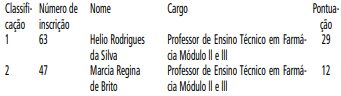 Classifi- Número de Nome Cargo Pontua-
cação inscrição ção
1 63 Helio Rodrigues Professor de Ensino Técnico em Farmá- 29
da Silva cia Módulo II e III
2 47 Marcia Regina Professor de Ensino Técnico em Farmá- 12
de Brito cia Módulo II e III